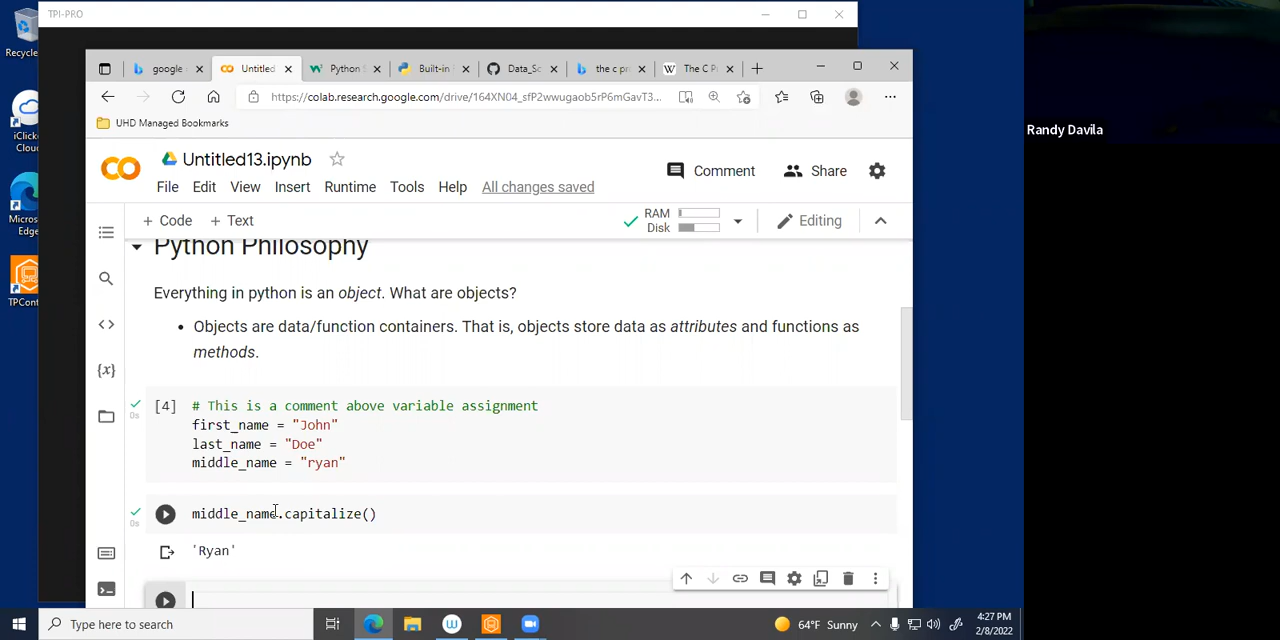 TPI-PRO
Recycle
google
Untitled
Python S
Built-in
Data_Sc
the c pro
The C Pr
https://colab.research.google.com/drive/164XN04_sfP2wwugaob5rP6mGavT3...
UHD Managed Bookmarks
Randy Davila
iClicke
Cloud
Untitled13.ipynb
Comment
Share
File Edit View Insert Runtime Tools Help All changes saved
+ Code + Text
RAM
Disk
Editing
Micros
Edge
Python Philosophy
TPCont
Everything in python is an object. What are objects?
• Objects are data/function containers. That is, objects store data as attributes and functions as
methods.
[4] # This is a comment above variable assignment
first_name = "John"
last_name = "Doe"
middle_name = "ryan"
0s
middle_name.capitalize()
0s
'Ryan'
Type here to search
64°F Sunny
4:27 PM
2/8/2022